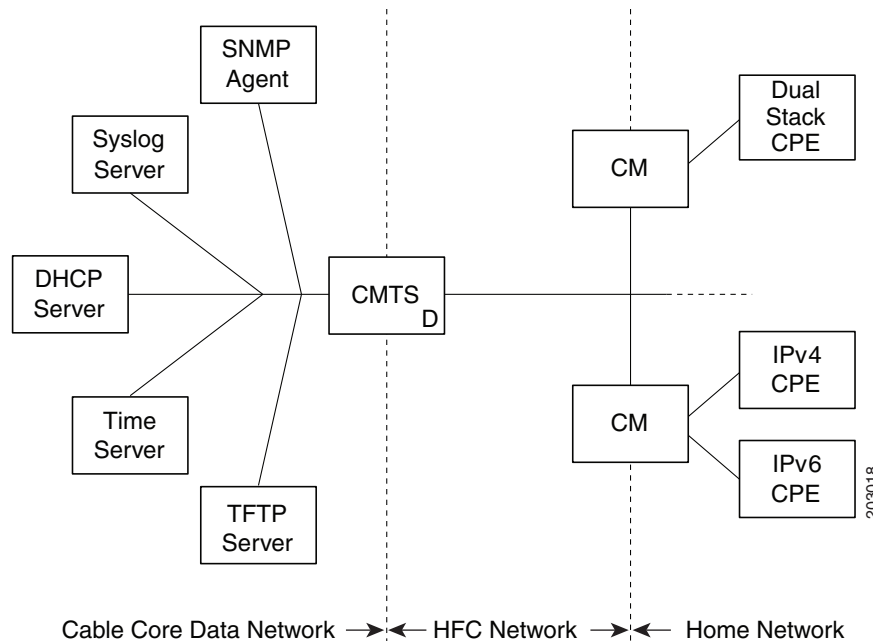 SNMP
Agent
Syslog
Server
DHCP
Server
Time
Server
TFTP
Server
CMTS
D
CM
Dual
Stack
CPE
CM
IPv4
CPE
IPv6
CPE
203018
Cable Core Data Network
HFC Network
Home Network